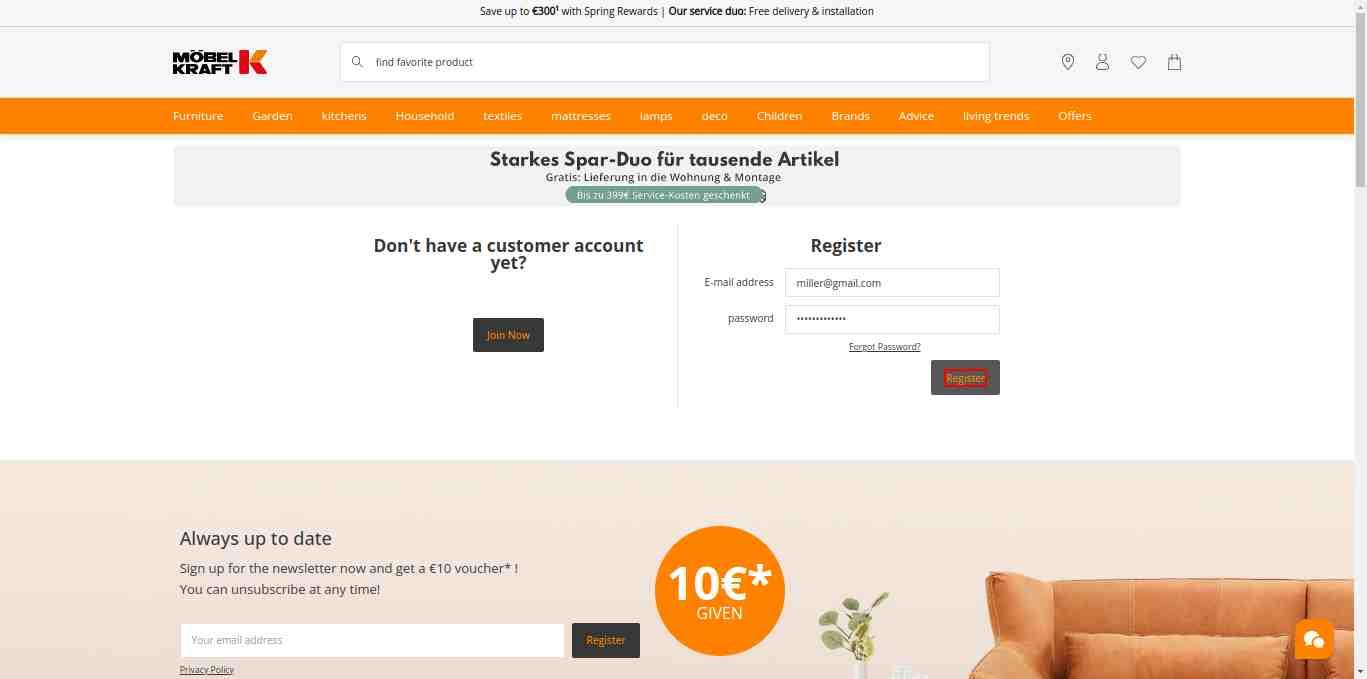 Save up to €300¹ with Spring Rewards | Our service duo: Free delivery & installation
MÖBEL
KRAFT
find favorite product
Furniture Garden kitchens Household textiles mattresses lamps deco Children Brands Advice living trends Offers
Starkes Spar-Duo für tausende Artikel
Gratis: Lieferung in die Wohnung & Montage
Bis zu 399€ Service-Kosten geschenkt
Don't have a customer account
yet?
Join Now
Register
E-mail address miller@gmail.com
password •••••••••••••
Forgot Password?
Register
Always up to date
Sign up for the newsletter now and get a €10 voucher* !
You can unsubscribe at any time!
Your email address Register
Privacy Policy
10€*
GIVEN